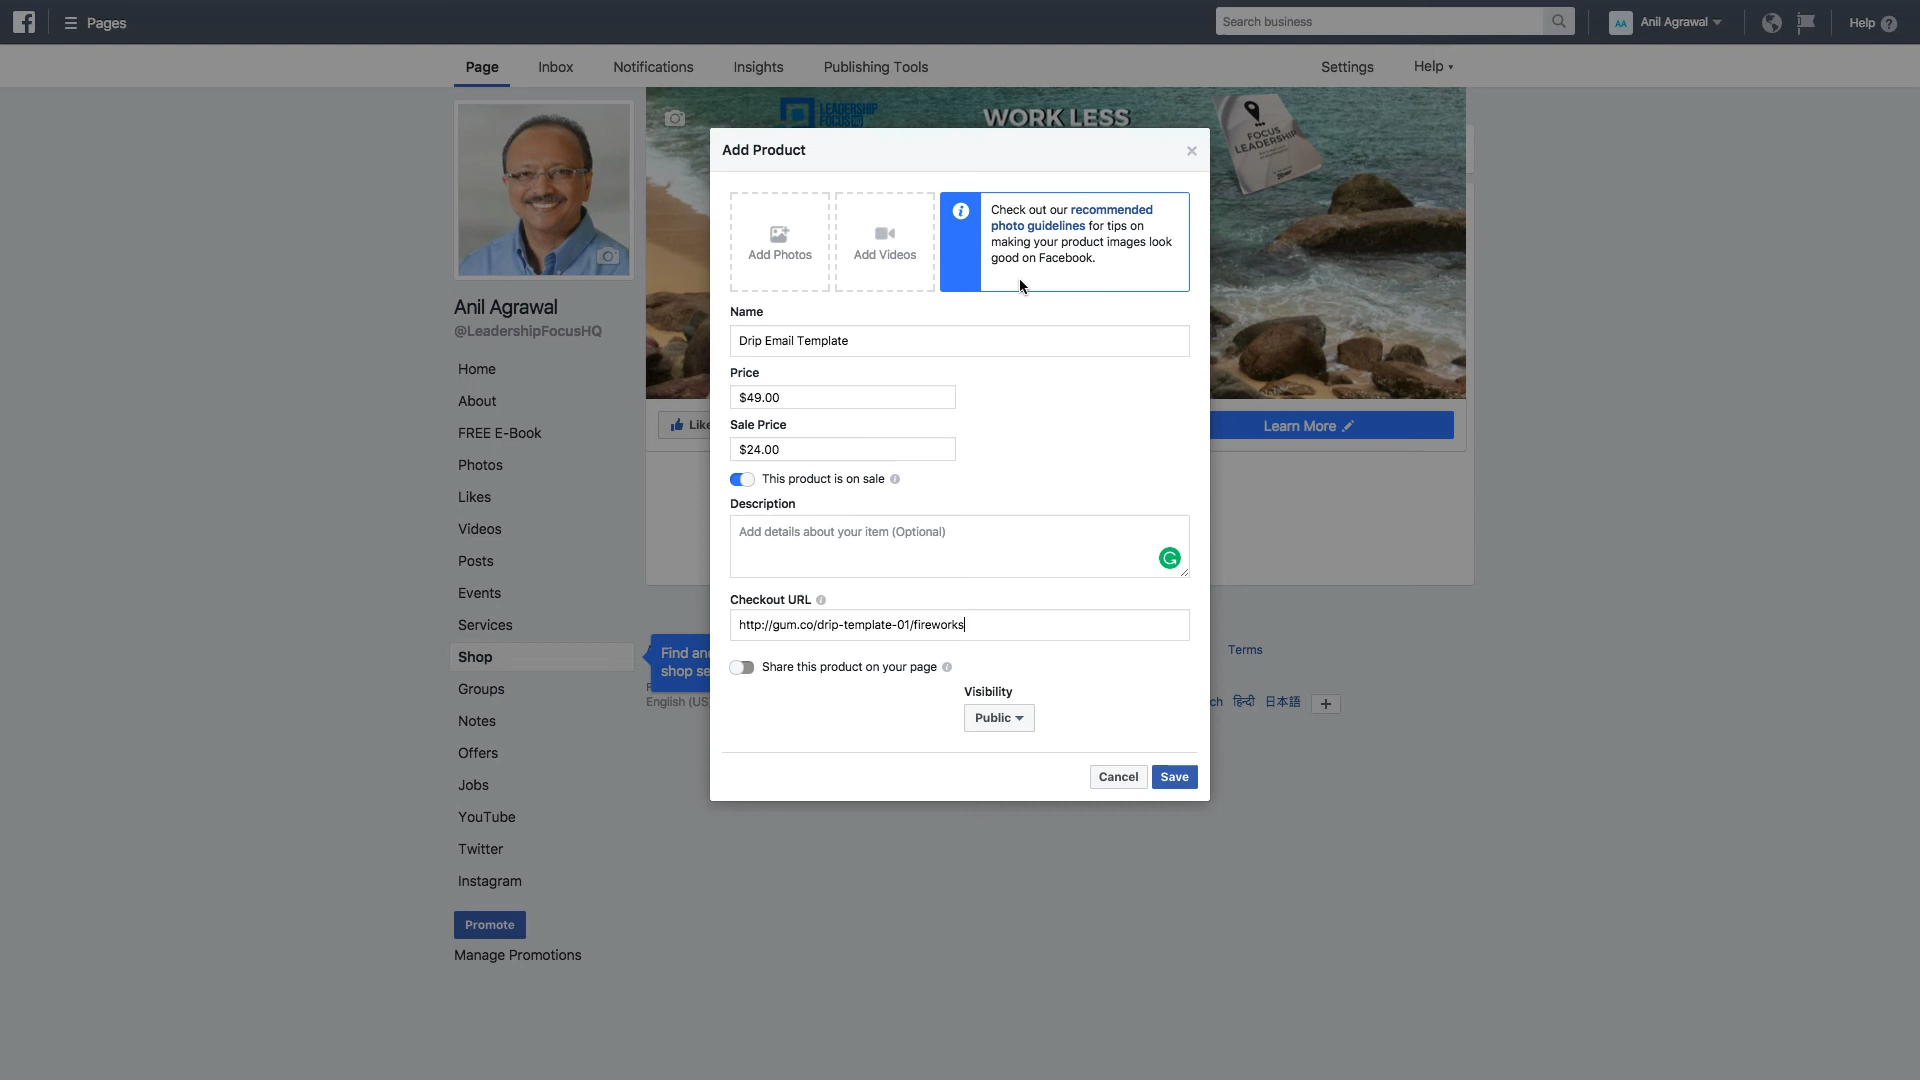 Pages
Search business
AA
Anil Agrawal
Help
Page
Inbox
Notifications
Insights
Publishing Tools
Settings
Help
LEADERSHIP
FOCUS HQ
WORK LESS
FOCUS
LEADERSHIP
Anil Agrawal
@LeadershipFocusHQ
Home
About
FREE E-Book
Photos
Likes
Videos
Posts
Events
Services
Shop
Groups
Notes
Offers
Jobs
YouTube
Twitter
Instagram
Promote
Manage Promotions
Like
Learn More
Find and
shop se
English (US
Terms
ch हिन्दी 日本語 +
Add Product
Add Photos
Add Videos
Check out our recommended
photo guidelines for tips on
making your product images look
good on Facebook.
Name
Drip Email Template
Price
$49.00
Sale Price
$24.00
This product is on sale
Description
Add details about your item (Optional)
Checkout URL
http://gum.co/drip-template-01/fireworks
Share this product on your page
Visibility
Public
Cancel
Save